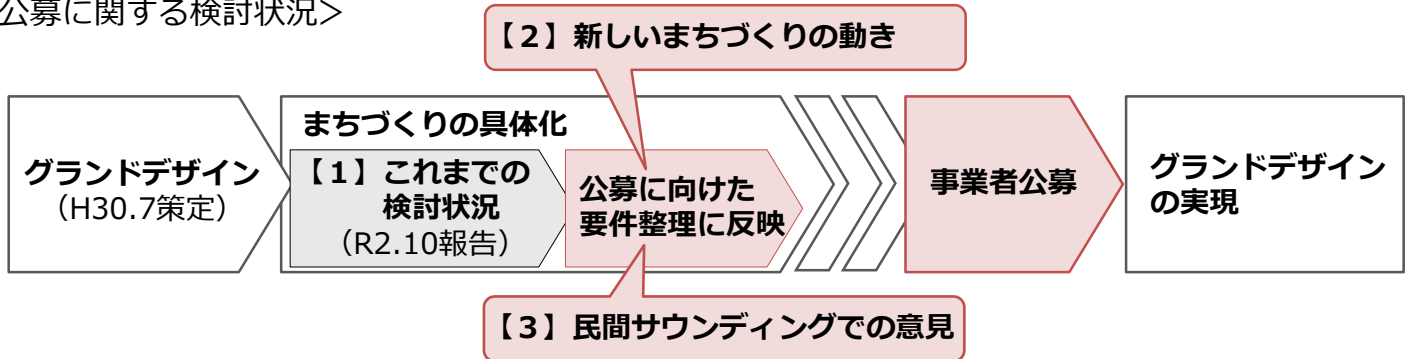 公募に関する検討状況＞
【２】新しいまちづくりの動き
グランドデザイン
（H30.7策定）
まちづくりの具体化
【１】これまでの
検討状況
（R2.10報告）
公募に向けた
要件整理に反映
事業者公募
グランドデザイン
の実現
【３】民間サウンディングでの意見